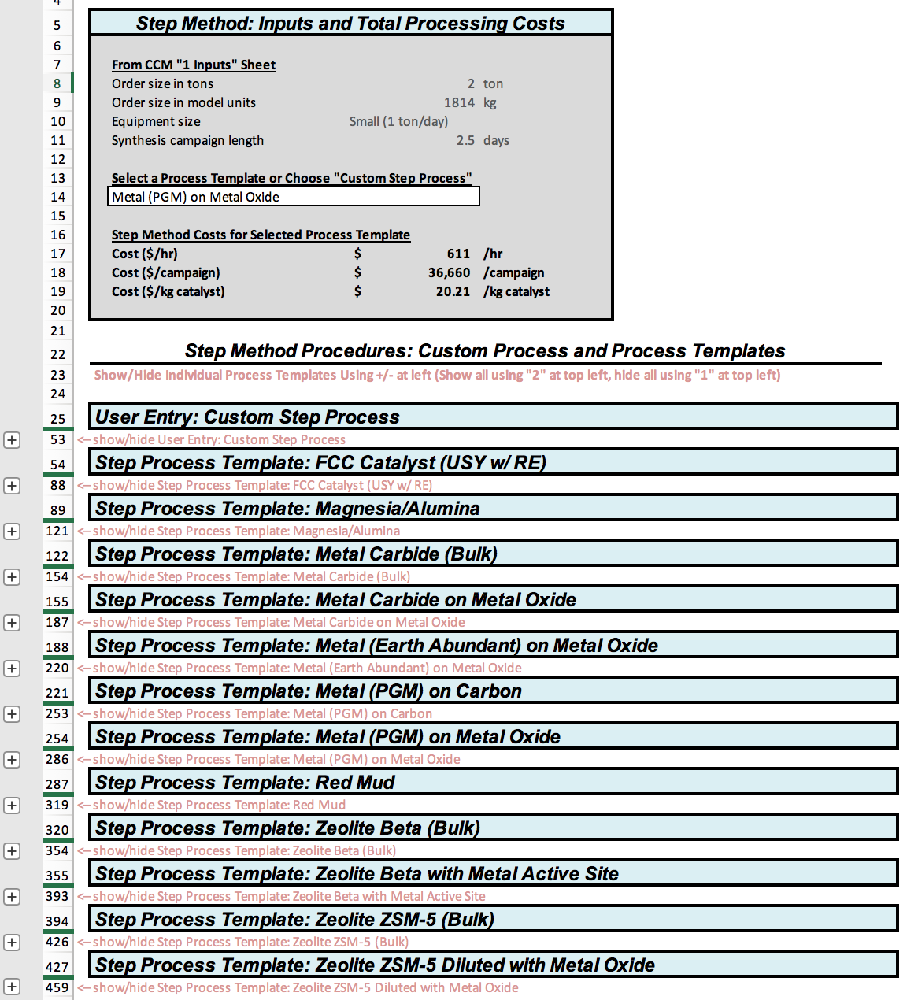 4
5 Step Method: Inputs and Total Processing Costs
6
7 From CCM "1 Inputs" Sheet
8 Order size in tons 2 ton
9 Order size in model units 1814 kg
10 Equipment size Small (1 ton/day)
11 Synthesis campaign length 2.5 days
12
13 Select a Process Template or Choose "Custom Step Process"
14 Metal (PGM) on Metal Oxide
15
16 Step Method Costs for Selected Process Template
17 Cost ($/hr) $ 611 /hr
18 Cost ($/campaign) $ 36,660 /campaign
19 Cost ($/kg catalyst) $ 20.21 /kg catalyst
20
21
22 Step Method Procedures: Custom Process and Process Templates
23 Show/Hide Individual Process Templates Using +/- at left (Show all using "2" at top left, hide all using "1" at top left)
24
25 User Entry: Custom Step Process
+ 53 <-- show/hide User Entry: Custom Step Process
54 Step Process Template: FCC Catalyst (USY w/ RE)
+ 88 <-- show/hide Step Process Template: FCC Catalyst (USY w/ RE)
89 Step Process Template: Magnesia/Alumina
+ 121 <-- show/hide Step Process Template: Magnesia/Alumina
122 Step Process Template: Metal Carbide (Bulk)
+ 154 <-- show/hide Step Process Template: Metal Carbide (Bulk)
155 Step Process Template: Metal Carbide on Metal Oxide
+ 187 <-- show/hide Step Process Template: Metal Carbide on Metal Oxide
188 Step Process Template: Metal (Earth Abundant) on Metal Oxide
+ 220 <-- show/hide Step Process Template: Metal (Earth Abundant) on Metal Oxide
221 Step Process Template: Metal (PGM) on Carbon
+ 253 <-- show/hide Step Process Template: Metal (PGM) on Carbon
254 Step Process Template: Metal (PGM) on Metal Oxide
+ 286 <-- show/hide Step Process Template: Metal (PGM) on Metal Oxide
287 Step Process Template: Red Mud
+ 319 <-- show/hide Step Process Template: Red Mud
320 Step Process Template: Zeolite Beta (Bulk)
+ 354 <-- show/hide Step Process Template: Zeolite Beta (Bulk)
355 Step Process Template: Zeolite Beta with Metal Active Site
+ 393 <-- show/hide Step Process Template: Zeolite Beta with Metal Active Site
394 Step Process Template: Zeolite ZSM-5 (Bulk)
+ 426 <-- show/hide Step Process Template: Zeolite ZSM-5 (Bulk)
427 Step Process Template: Zeolite ZSM-5 Diluted with Metal Oxide
+ 459 <-- show/hide Step Process Template: Zeolite ZSM-5 Diluted with Metal Oxide